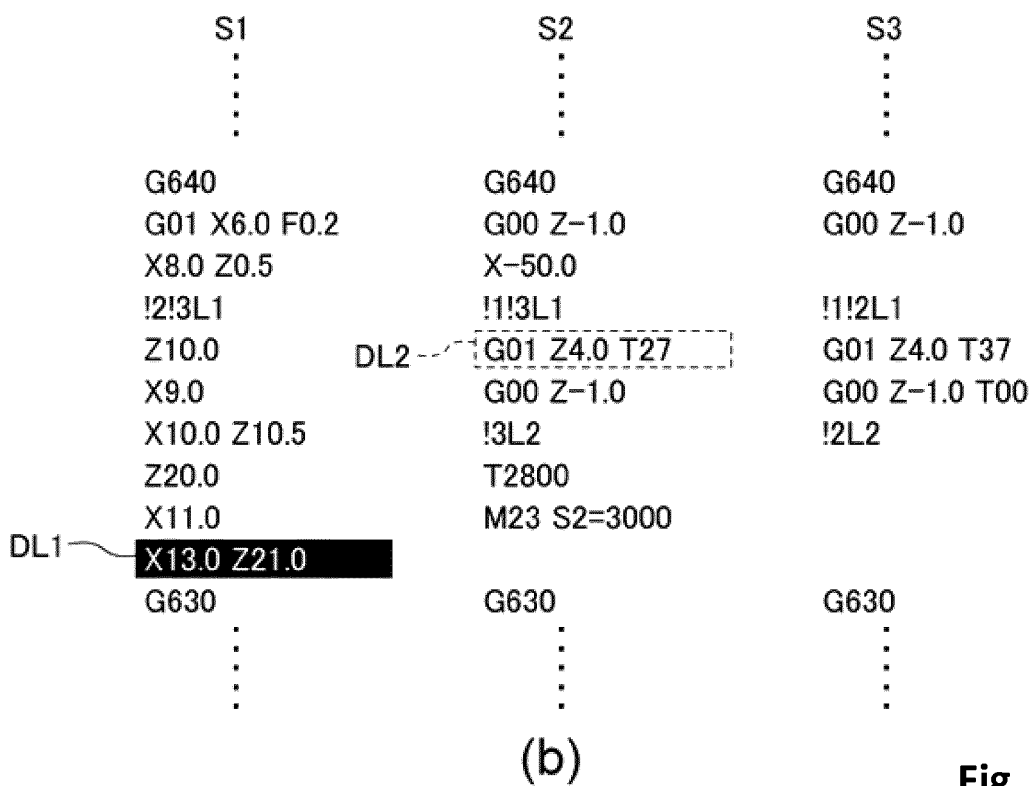 S1 S2 S3
G640 G640 G640
G01 X6.0 F0.2 G00 Z-1.0 G00 Z-1.0
X8.0 Z0.5 X-50.0
!2!3L1 !1!3L1 !1!2L1
Z10.0 DL2 G01 Z4.0 T27 G01 Z4.0 T37
X9.0 G00 Z-1.0 G00 Z-1.0 T00
X10.0 Z10.5 !3L2 !2L2
Z20.0 T2800
X11.0 M23 S2=3000
DL1 X13.0 Z21.0
G630 G630 G630
(b)
Fig